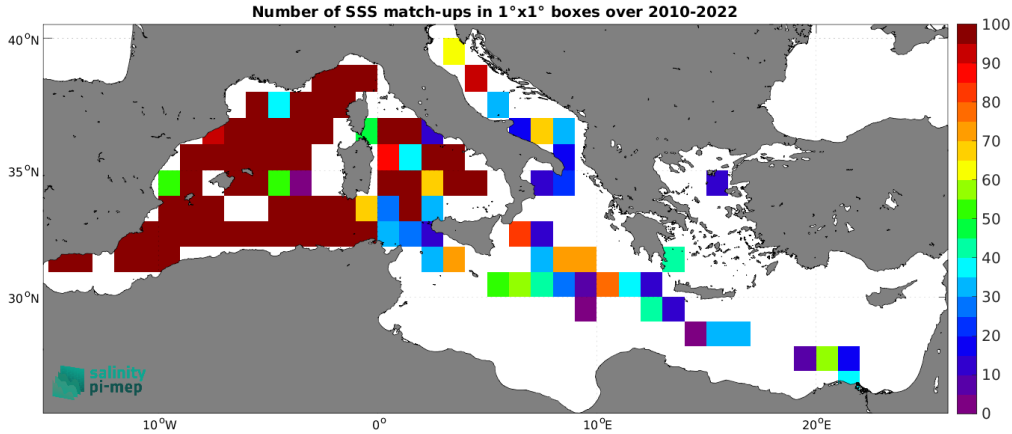 Number of SSS match-ups in 1°x1° boxes over 2010-2022
40°N
35°N
30°N
10°W
0°
10°E
20°E
100
90
80
70
60
50
40
30
20
10
0
salinity
pi-mep